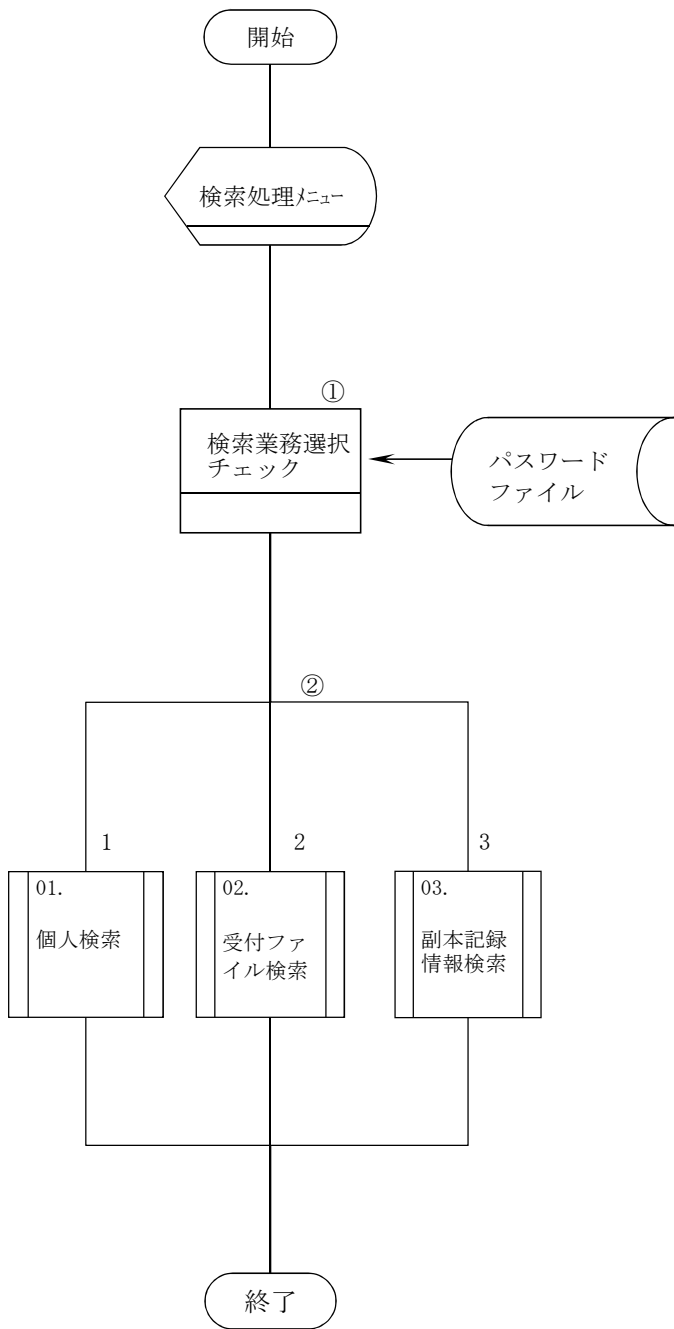 開始
検索処理ﾒﾆｭｰ
①
検索業務選択
チェック
パスワード
ファイル
②
1
2
3
01.
個人検索
02.
受付ファ
イル検索
03.
副本記録
情報検索
終了